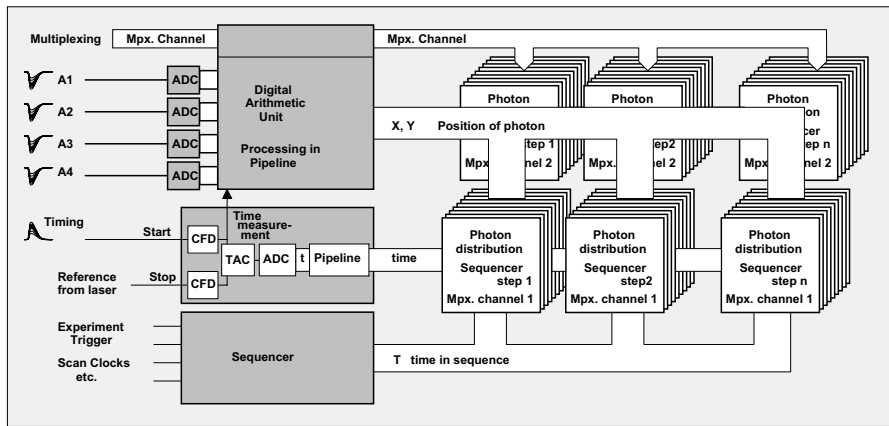 Multiplexing
Mpx. Channel
Mpx. Channel
A1
ADC
A2
ADC
A3
ADC
A4
ADC
Digital
Arithmetic
Unit
Processing in
Pipeline
X, Y Position of photon
Photon
step 1
Mpx. channel 2
Photon
step2
Mpx. channel 2
Photon
step n
Mpx. channel 2
Timing
Start
CFD
Time
measure-
ment
TAC
ADC
t
Pipeline
time
Reference
from laser
Stop
CFD
Photon
distribution
Sequencer
step 1
Mpx. channel 1
Photon
distribution
Sequencer
step2
Mpx. channel 1
Photon
distribution
Sequencer
step n
Mpx. channel 1
Experiment
Trigger
Scan Clocks
etc.
Sequencer
T time in sequence